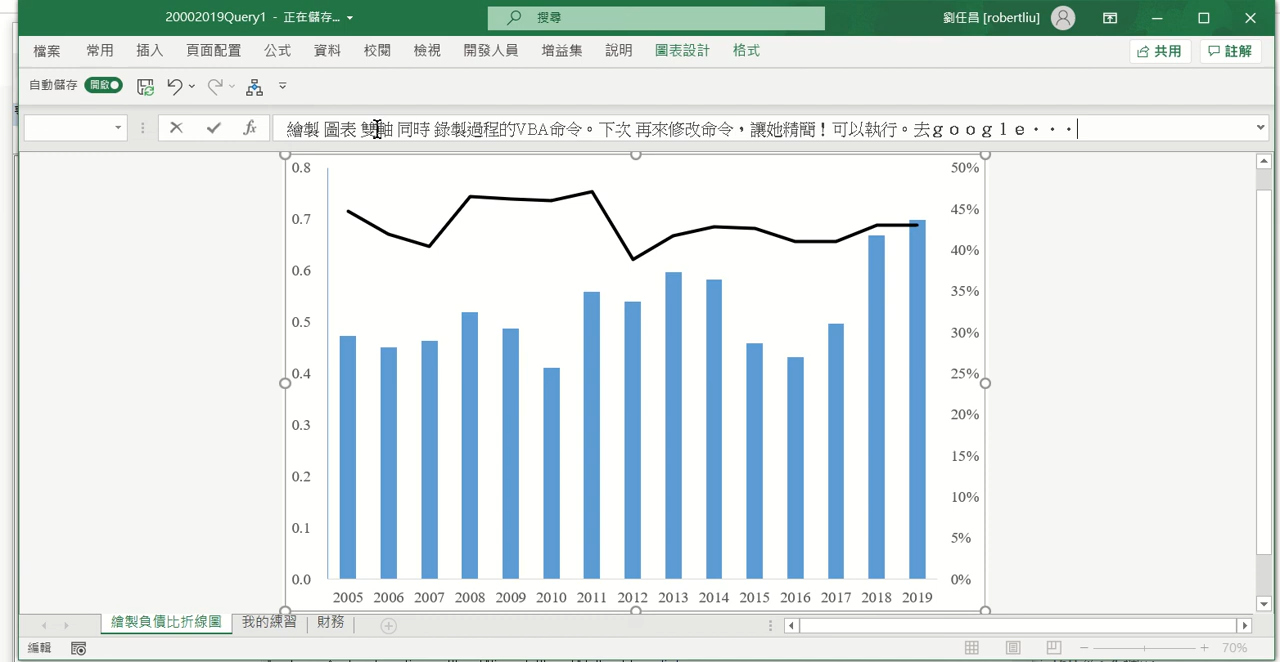 20002019Query1 - 正在儲存...
搜尋
劉任昌 [robertliu]
檔案 常用 插入 頁面配置 公式 資料 校閱 檢視 開發人員 增益集 說明 圖表設計 格式 共用 註解
自動儲存 開啟
fx 繪製 圖表 雙軸 同時 錄製過程的VBA命令。下次 再來修改命令，讓她精簡！可以執行。去ｇｏｏｇｌｅ・・・
0.8 50%
0.7 45%
0.6 40%
0.5 35%
0.4 30%
0.3 25%
0.2 20%
0.1 15%
0.0 10%
5%
0%
2005 2006 2007 2008 2009 2010 2011 2012 2013 2014 2015 2016 2017 2018 2019
繪製負債比折線圖 我的練習 財務
編輯 70%